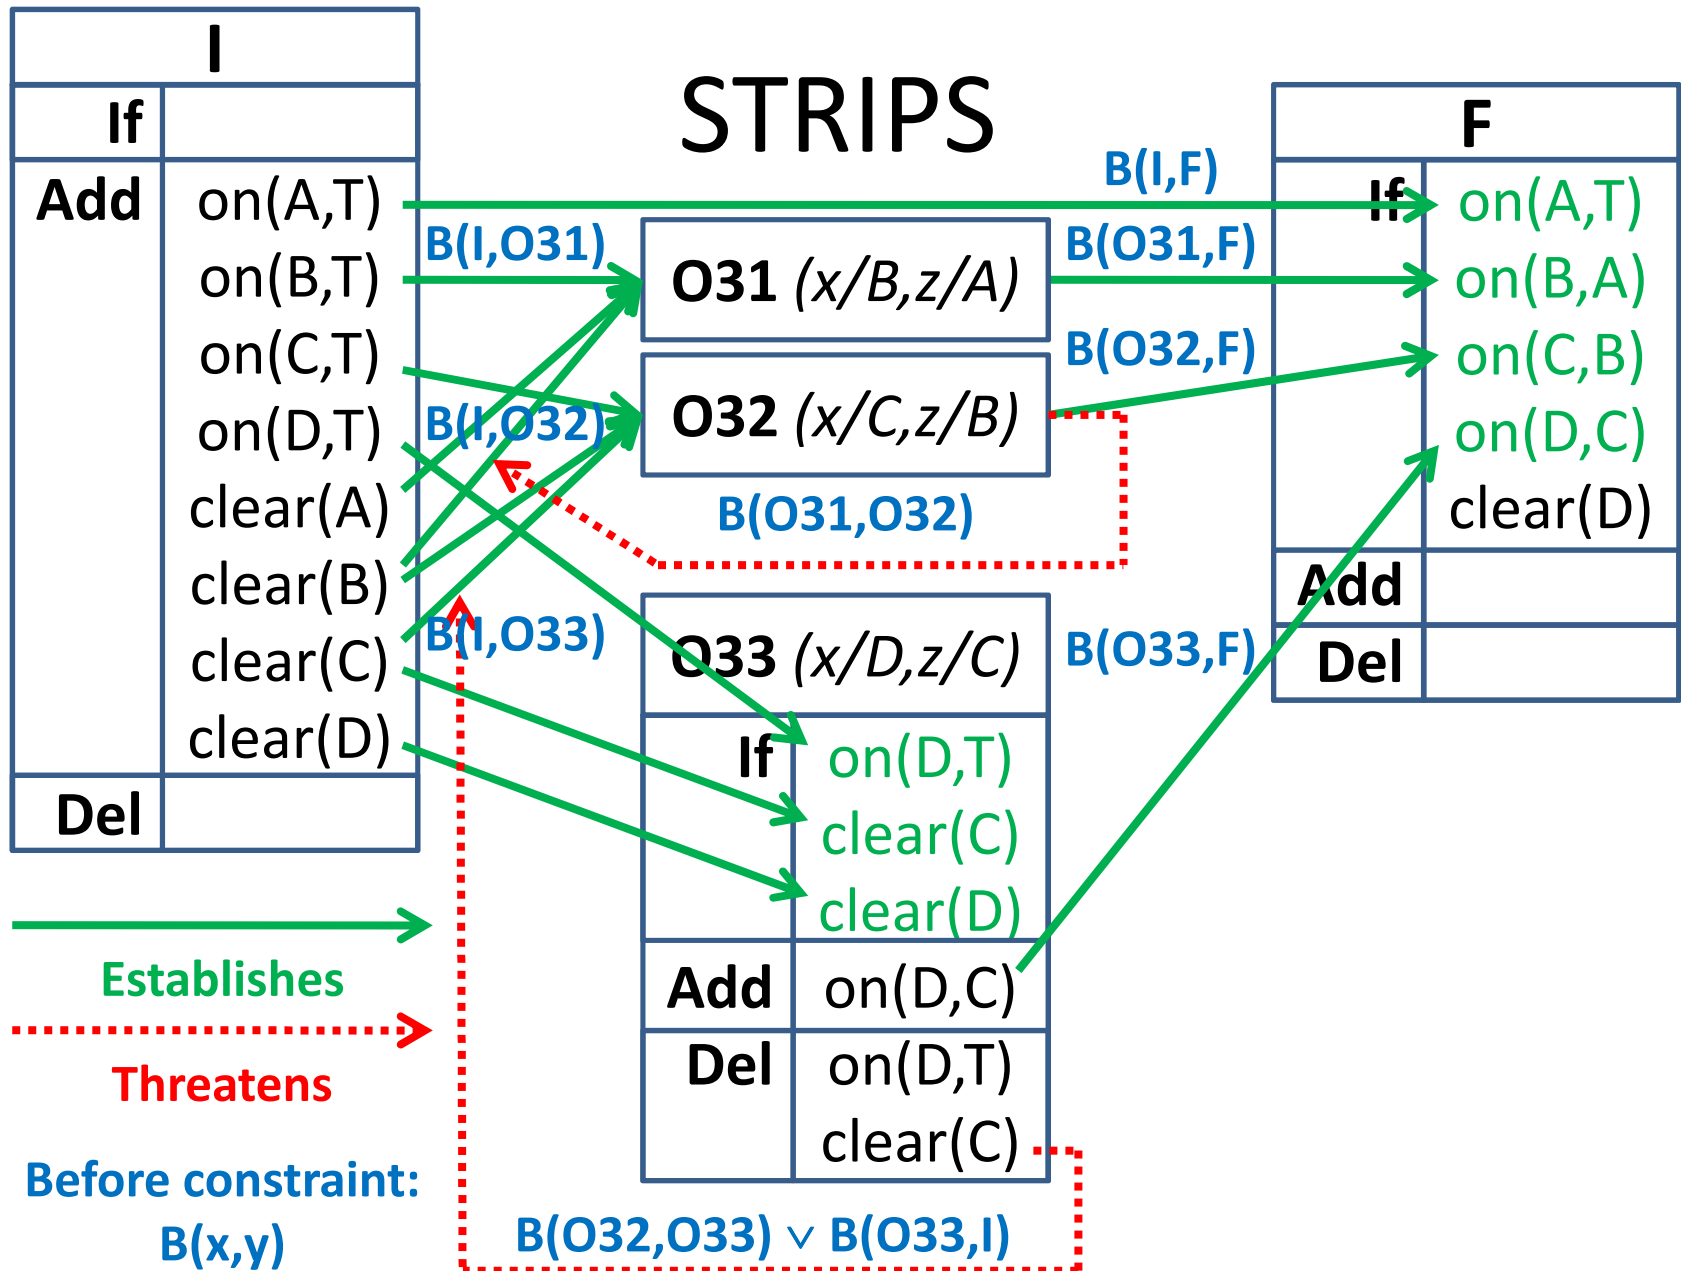 I
If
Add
on(A,T)
on(B,T)
on(C,T)
on(D,T)
clear(A)
clear(B)
clear(C)
clear(D)
Del
Establishes
Threatens
Before constraint:
B(x,y)
STRIPS
B(I,F)
B(I,O31)
O31 (x/B,z/A)
B(O31,F)
B(I,O32)
O32 (x/C,z/B)
B(O32,F)
B(O31,O32)
B(I,O33)
O33 (x/D,z/C)
B(O33,F)
If
on(D,T)
clear(C)
clear(D)
Add
on(D,C)
Del
on(D,T)
clear(C)
B(O32,O33) ∨ B(O33,I)
F
If
on(A,T)
on(B,A)
on(C,B)
on(D,C)
clear(D)
Add
Del